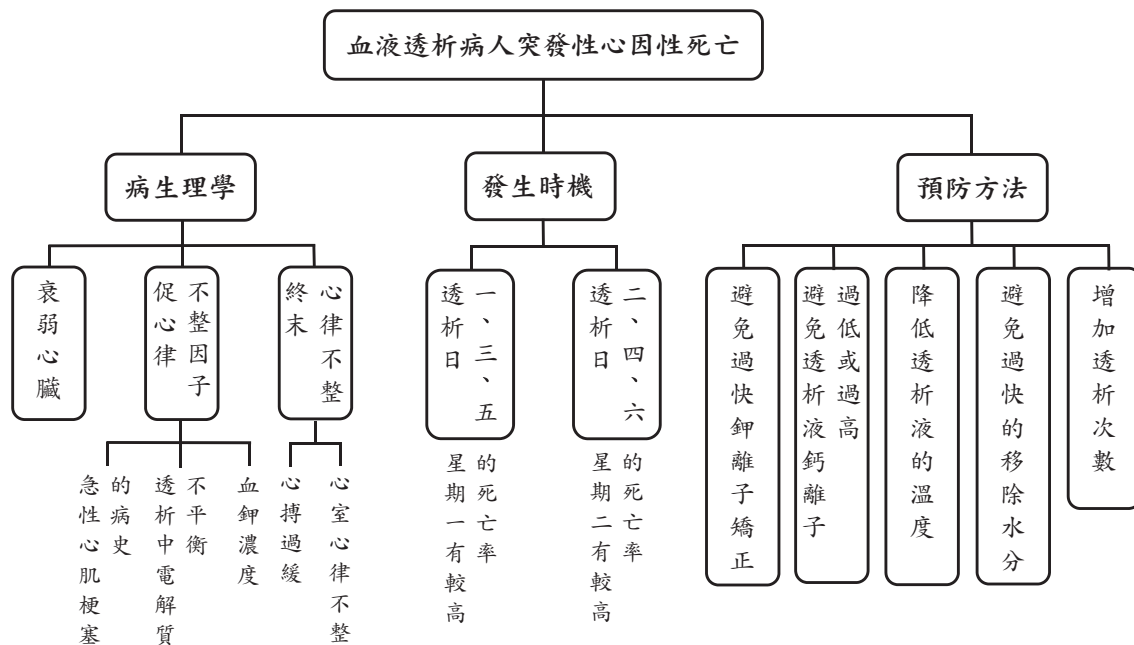 血液透析病人突發性心因性死亡
病生理學
發生時機
預防方法
衰弱心臟
促心律
不整因子
終末
心律不整
透析日
一、三、五
透析日
二、四、六
避免過快鉀離子矯正
避免透析液鈣離子
過低或過高
降低透析液的溫度
避免過快的移除水分
增加透析次數
急性心肌梗塞
的病史
透析中電解質
不平衡
血鉀濃度
心搏過緩
心室心律不整
星期一有較高
的死亡率
星期二有較高
的死亡率